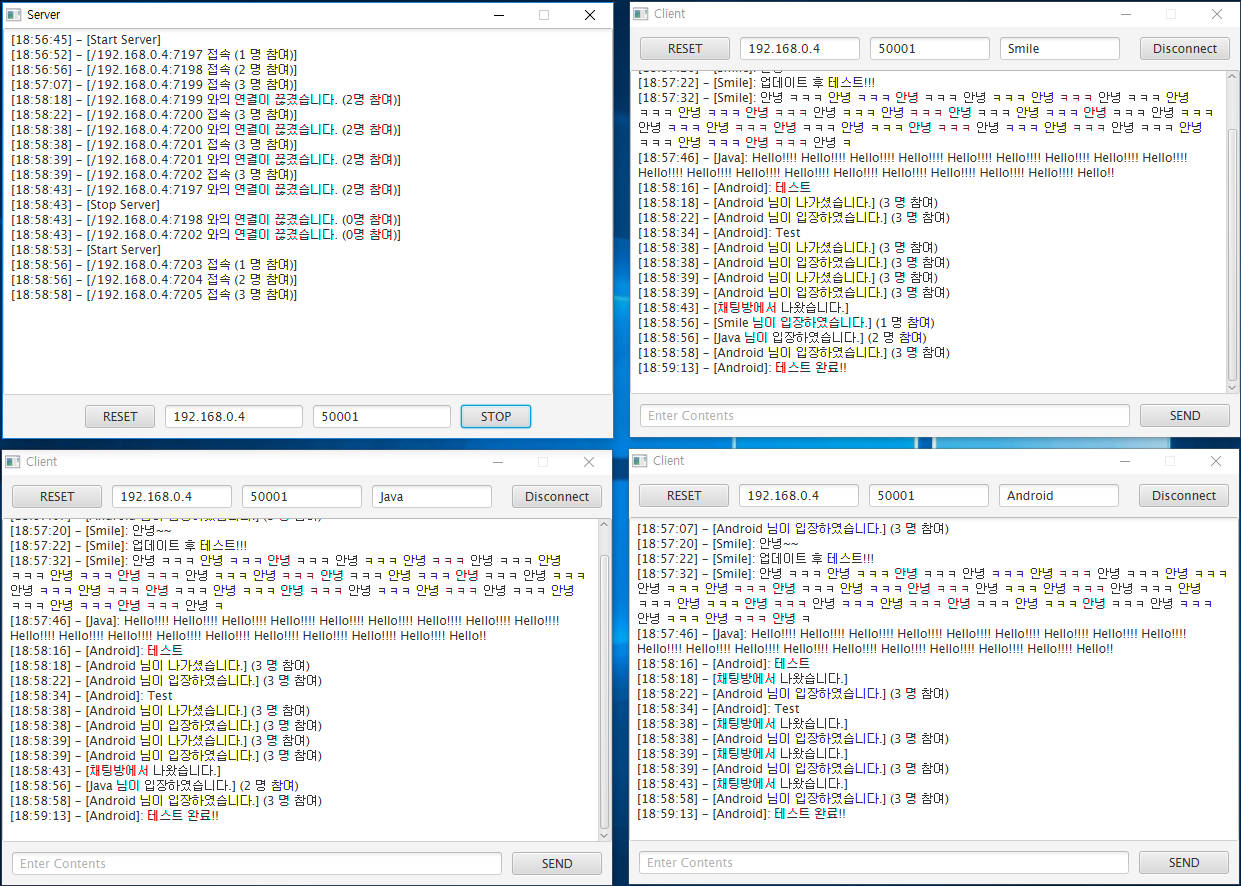 Server
[18:56:45] – [Start Server]
[18:56:52] – [/192.168.0.4:7197 접속 (1 명 참여)]
[18:56:56] – [/192.168.0.4:7198 접속 (2 명 참여)]
[18:57:07] – [/192.168.0.4:7199 접속 (3 명 참여)]
[18:58:18] – [/192.168.0.4:7199 와의 연결이 끊겼습니다. (2명 참여)]
[18:58:22] – [/192.168.0.4:7200 접속 (3 명 참여)]
[18:58:38] – [/192.168.0.4:7200 와의 연결이 끊겼습니다. (2명 참여)]
[18:58:38] – [/192.168.0.4:7201 접속 (3 명 참여)]
[18:58:39] – [/192.168.0.4:7201 와의 연결이 끊겼습니다. (2명 참여)]
[18:58:39] – [/192.168.0.4:7202 접속 (3 명 참여)]
[18:58:43] – [/192.168.0.4:7197 와의 연결이 끊겼습니다. (2명 참여)]
[18:58:43] – [Stop Server]
[18:58:43] – [/192.168.0.4:7198 와의 연결이 끊겼습니다. (0명 참여)]
[18:58:43] – [/192.168.0.4:7202 와의 연결이 끊겼습니다. (0명 참여)]
[18:58:53] – [Start Server]
[18:58:56] – [/192.168.0.4:7203 접속 (1 명 참여)]
[18:58:56] – [/192.168.0.4:7204 접속 (2 명 참여)]
[18:58:58] – [/192.168.0.4:7205 접속 (3 명 참여)]
RESET 192.168.0.4 50001 STOP
Client
RESET 192.168.0.4 50001 Smile Disconnect
[18:57:22] – [Smile]: 업데이트 후 테스트!!!
[18:57:32] – [Smile]: 안녕 ㅋㅋㅋ 안녕 ㅋㅋㅋ 안녕 ㅋㅋㅋ 안녕 ㅋㅋㅋ 안녕 ㅋㅋㅋ 안녕 ㅋㅋㅋ 안녕
ㅋㅋㅋ 안녕 ㅋㅋㅋ 안녕 ㅋㅋㅋ 안녕 ㅋㅋㅋ 안녕 ㅋㅋㅋ 안녕 ㅋㅋㅋ 안녕 ㅋㅋㅋ 안녕 ㅋㅋㅋ 안녕 ㅋㅋㅋ
안녕 ㅋㅋㅋ 안녕 ㅋㅋㅋ 안녕 ㅋㅋㅋ 안녕 ㅋㅋㅋ 안녕 ㅋㅋㅋ 안녕 ㅋㅋㅋ 안녕 ㅋㅋㅋ 안녕 ㅋㅋㅋ 안녕
ㅋㅋㅋ 안녕 ㅋㅋㅋ 안녕 ㅋㅋㅋ 안녕 ㅋ
[18:57:46] – [Java]: Hello!!!! Hello!!!! Hello!!!! Hello!!!! Hello!!!! Hello!!!! Hello!!!! Hello!!!! Hello!!!!
Hello!!!! Hello!!!! Hello!!!! Hello!!!! Hello!!!! Hello!!!! Hello!!!! Hello!!!! Hello!!!! Hello!!
[18:58:16] – [Android]: 테스트
[18:58:18] – [Android 님이 나가셨습니다.] (3 명 참여)
[18:58:22] – [Android 님이 입장하였습니다.] (3 명 참여)
[18:58:34] – [Android]: Test
[18:58:38] – [Android 님이 나가셨습니다.] (3 명 참여)
[18:58:38] – [Android 님이 입장하였습니다.] (3 명 참여)
[18:58:39] – [Android 님이 나가셨습니다.] (3 명 참여)
[18:58:39] – [Android 님이 입장하였습니다.] (3 명 참여)
[18:58:43] – [채팅방에서 나왔습니다.]
[18:58:56] – [Smile 님이 입장하였습니다.] (1 명 참여)
[18:58:56] – [Java 님이 입장하였습니다.] (2 명 참여)
[18:58:58] – [Android 님이 입장하였습니다.] (3 명 참여)
[18:59:13] – [Android]: 테스트 완료!!
Enter Contents SEND
Client
RESET 192.168.0.4 50001 Java Disconnect
[18:57:20] – [Smile]: 안녕~~
[18:57:22] – [Smile]: 업데이트 후 테스트!!!
[18:57:32] – [Smile]: 안녕 ㅋㅋㅋ 안녕 ㅋㅋㅋ 안녕 ㅋㅋㅋ 안녕 ㅋㅋㅋ 안녕 ㅋㅋㅋ 안녕 ㅋㅋㅋ 안녕
ㅋㅋㅋ 안녕 ㅋㅋㅋ 안녕 ㅋㅋㅋ 안녕 ㅋㅋㅋ 안녕 ㅋㅋㅋ 안녕 ㅋㅋㅋ 안녕 ㅋㅋㅋ 안녕 ㅋㅋㅋ 안녕 ㅋㅋㅋ
안녕 ㅋㅋㅋ 안녕 ㅋㅋㅋ 안녕 ㅋㅋㅋ 안녕 ㅋㅋㅋ 안녕 ㅋㅋㅋ 안녕 ㅋㅋㅋ 안녕 ㅋㅋㅋ 안녕 ㅋㅋㅋ 안녕
ㅋㅋㅋ 안녕 ㅋㅋㅋ 안녕 ㅋㅋㅋ 안녕 ㅋ
[18:57:46] – [Java]: Hello!!!! Hello!!!! Hello!!!! Hello!!!! Hello!!!! Hello!!!! Hello!!!! Hello!!!! Hello!!!!
Hello!!!! Hello!!!! Hello!!!! Hello!!!! Hello!!!! Hello!!!! Hello!!!! Hello!!!! Hello!!!! Hello!!
[18:58:16] – [Android]: 테스트
[18:58:18] – [Android 님이 나가셨습니다.] (3 명 참여)
[18:58:22] – [Android 님이 입장하였습니다.] (3 명 참여)
[18:58:34] – [Android]: Test
[18:58:38] – [Android 님이 나가셨습니다.] (3 명 참여)
[18:58:38] – [Android 님이 입장하였습니다.] (3 명 참여)
[18:58:39] – [Android 님이 나가셨습니다.] (3 명 참여)
[18:58:39] – [Android 님이 입장하였습니다.] (3 명 참여)
[18:58:43] – [채팅방에서 나왔습니다.]
[18:58:56] – [Java 님이 입장하였습니다.] (2 명 참여)
[18:58:58] – [Android 님이 입장하였습니다.] (3 명 참여)
[18:59:13] – [Android]: 테스트 완료!!
Enter Contents SEND
Client
RESET 192.168.0.4 50001 Android Disconnect
[18:57:07] – [Android 님이 입장하였습니다.] (3 명 참여)
[18:57:20] – [Smile]: 안녕~~
[18:57:22] – [Smile]: 업데이트 후 테스트!!!
[18:57:32] – [Smile]: 안녕 ㅋㅋㅋ 안녕 ㅋㅋㅋ 안녕 ㅋㅋㅋ 안녕 ㅋㅋㅋ 안녕 ㅋㅋㅋ 안녕 ㅋㅋㅋ 안녕 ㅋㅋㅋ
안녕 ㅋㅋㅋ 안녕 ㅋㅋㅋ 안녕 ㅋㅋㅋ 안녕 ㅋㅋㅋ 안녕 ㅋㅋㅋ 안녕 ㅋㅋㅋ 안녕 ㅋㅋㅋ 안녕 ㅋㅋㅋ 안녕
ㅋㅋㅋ 안녕 ㅋㅋㅋ 안녕 ㅋㅋㅋ 안녕 ㅋㅋㅋ 안녕 ㅋㅋㅋ 안녕 ㅋㅋㅋ 안녕 ㅋㅋㅋ 안녕 ㅋㅋㅋ 안녕 ㅋㅋㅋ
안녕 ㅋㅋㅋ 안녕 ㅋㅋㅋ 안녕 ㅋ
[18:57:46] – [Java]: Hello!!!! Hello!!!! Hello!!!! Hello!!!! Hello!!!! Hello!!!! Hello!!!! Hello!!!! Hello!!!!
Hello!!!! Hello!!!! Hello!!!! Hello!!!! Hello!!!! Hello!!!! Hello!!!! Hello!!!! Hello!!!! Hello!!
[18:58:16] – [Android]: 테스트
[18:58:18] – [채팅방에서 나왔습니다.]
[18:58:22] – [Android 님이 입장하였습니다.] (3 명 참여)
[18:58:34] – [Android]: Test
[18:58:38] – [채팅방에서 나왔습니다.]
[18:58:38] – [Android 님이 입장하였습니다.] (3 명 참여)
[18:58:39] – [채팅방에서 나왔습니다.]
[18:58:39] – [Android 님이 입장하였습니다.] (3 명 참여)
[18:58:43] – [채팅방에서 나왔습니다.]
[18:58:58] – [Android 님이 입장하였습니다.] (3 명 참여)
[18:59:13] – [Android]: 테스트 완료!!
Enter Contents SEND